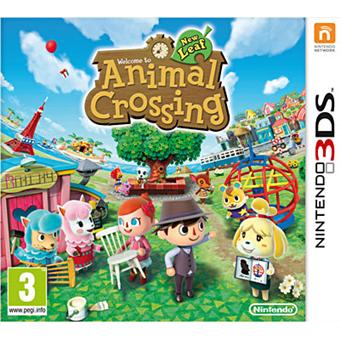 New Leaf
Welcome to
Animal
Crossing
NINTENDO
NETWORK
NINTENDO 3DS
3
www.pegi.info
Nintendo